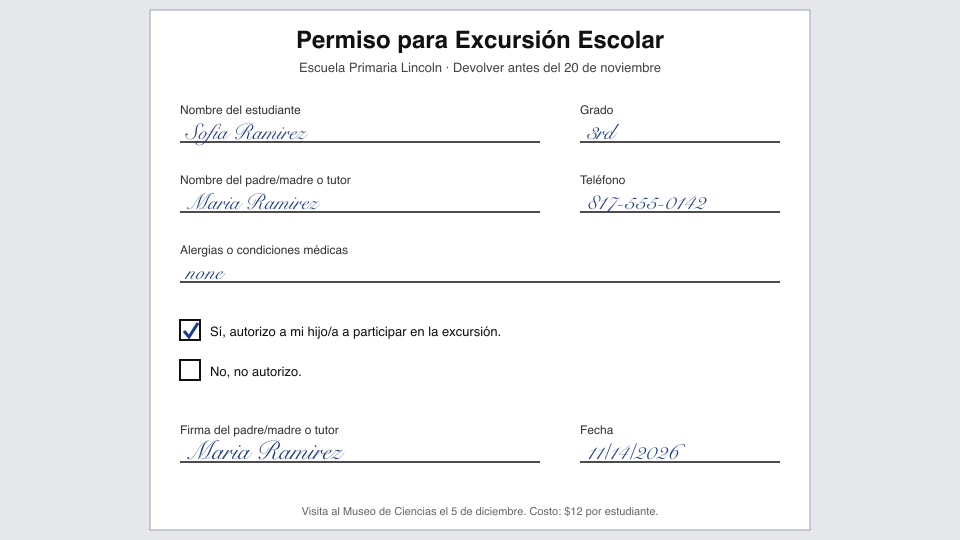 Permiso para Excursión Escolar
Escuela Primaria Lincoln · Devolver antes del 20 de noviembre
Nombre del estudiante
Sofia Ramirez
Grado
3rd
Nombre del padre/madre o tutor
Maria Ramirez
Teléfono
817-555-0142
Alergias o condiciones médicas
none
Sí, autorizo a mi hijo/a a participar en la excursión.
No, no autorizo.
Firma del padre/madre o tutor
Maria Ramirez
Fecha
11/14/2026
Visita al Museo de Ciencias el 5 de diciembre. Costo: $12 por estudiante.